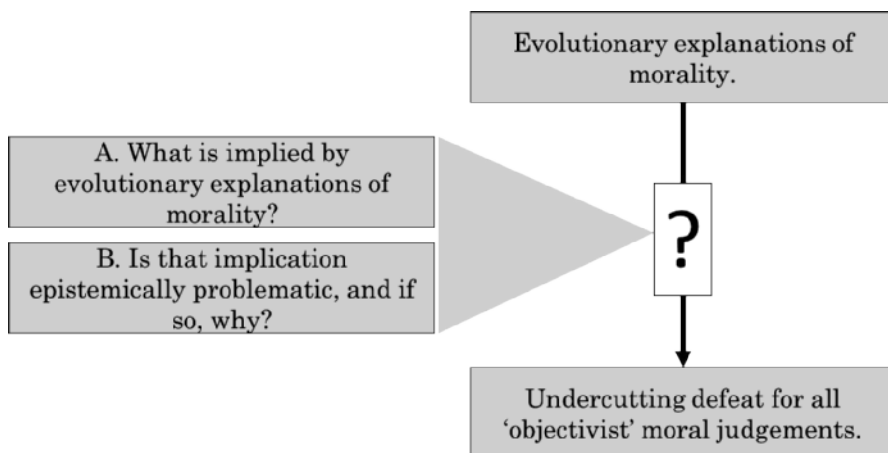 Evolutionary explanations of
morality.
A. What is implied by
evolutionary explanations of
morality?
B. Is that implication
epistemically problematic, and if
so, why?
?
Undercutting defeat for all
‘objectivist’ moral judgements.